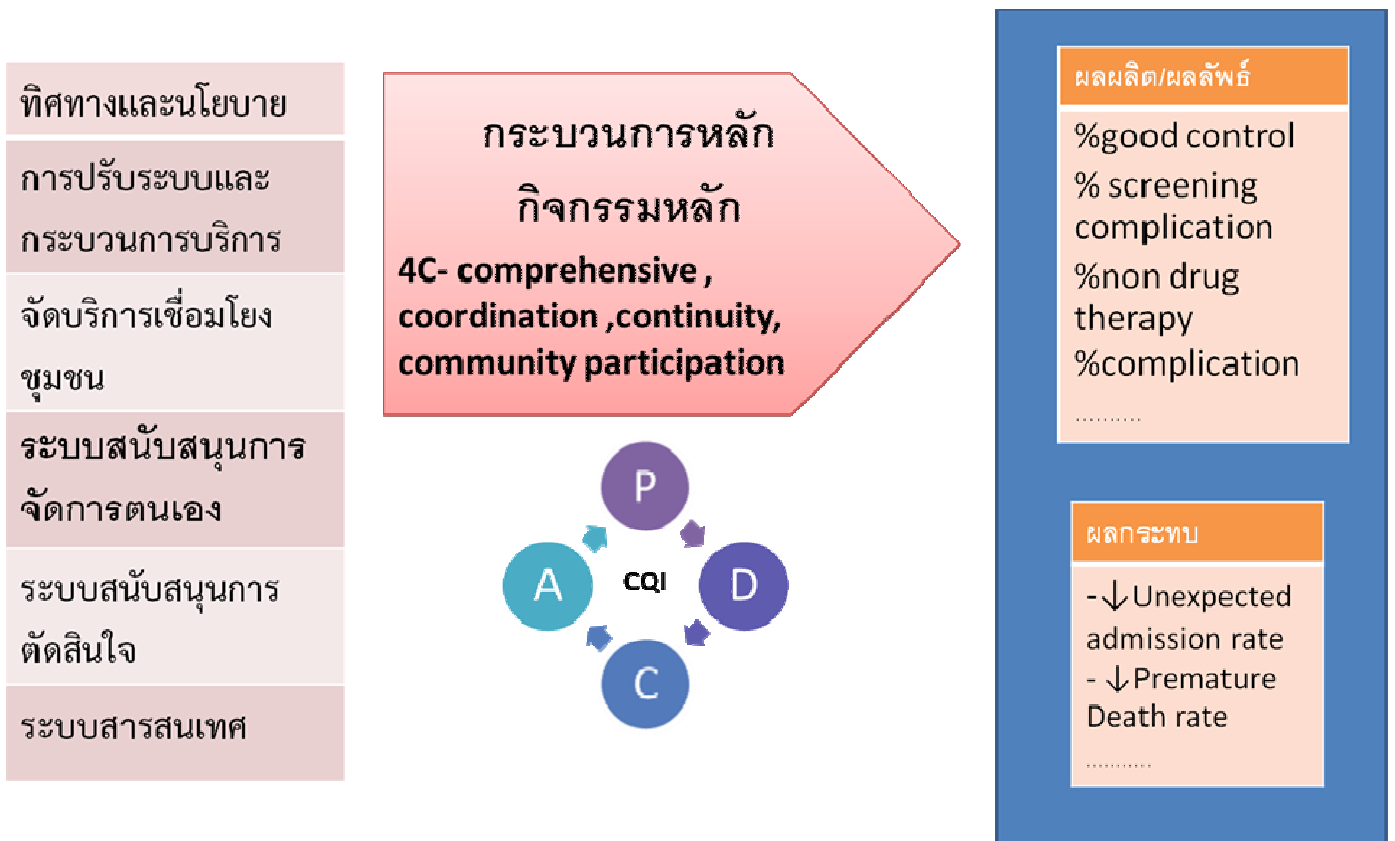 ทิศทางและนโยบาย
การปรับระบบและ
กระบวนการบริการ
จัดบริการเชื่อมโยง
ชุมชน
ระบบสนับสนุนการ
จัดการตนเอง
ระบบสนับสนุนการ
ตัดสินใจ
ระบบสารสนเทศ
กระบวนการหลัก
กิจกรรมหลัก
4C- comprehensive ,
coordination ,continuity,
community participation
P
A
CQI
D
C
ผลผลิต/ผลลัพธ์
%good control
% screening
complication
%non drug
therapy
%complication
..........
ผลกระทบ
-↓Unexpected
admission rate
- ↓Premature
Death rate
...........